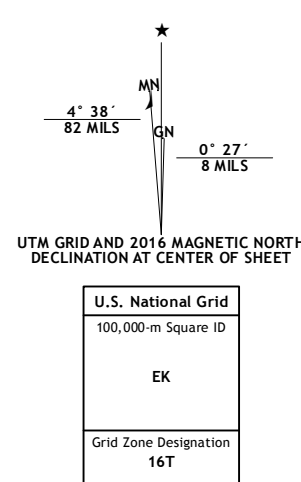 ★
MN
4° 38´
82 MILS
GN
0° 27´
8 MILS
UTM GRID AND 2016 MAGNETIC NORTH
DECLINATION AT CENTER OF SHEET
U.S. National Grid
100,000-m Square ID
EK
Grid Zone Designation
16T